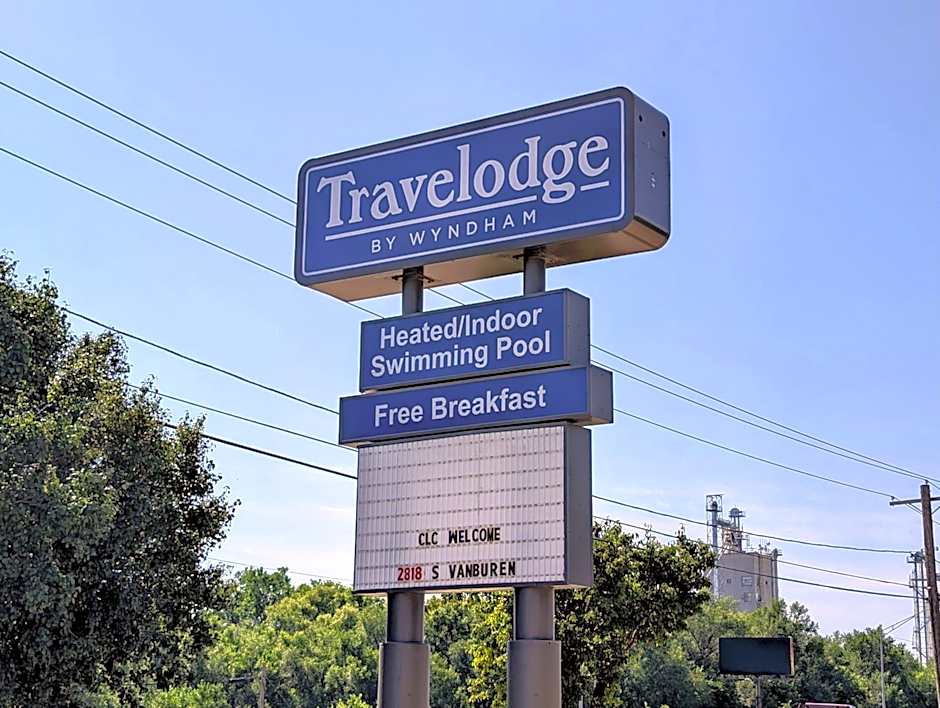 Travelodge
BY WYNDHAM
Heated/Indoor
Swimming Pool
Free Breakfast
CLC WELCOME
2818 S VANBUREN